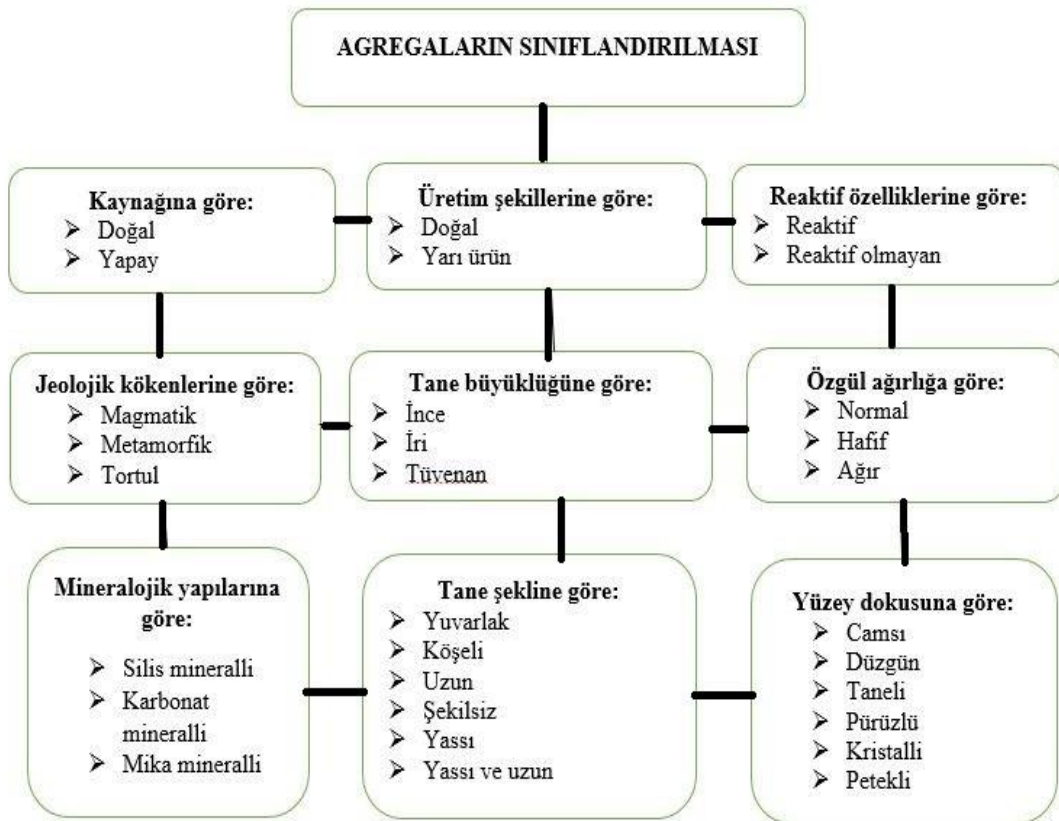 AGREGALARIN SINIFLANDIRILMASI
Kaynağına göre:
➢ Doğal
➢ Yapay
Üretim şekillerine göre:
➢ Doğal
➢ Yarı ürün
Reaktif özelliklerine göre:
➢ Reaktif
➢ Reaktif olmayan
Jeolojik kökenlerine göre:
➢ Magmatik
➢ Metamorfik
➢ Tortul
Tane büyüklüğüne göre:
➢ İnce
➢ İri
➢ Tüvenan
Özgül ağırlığa göre:
➢ Normal
➢ Hafif
➢ Ağır
Mineralojik yapılarına
göre:
➢ Silis mineralli
➢ Karbonat
mineralli
➢ Mika mineralli
Tane şekline göre:
➢ Yuvarlak
➢ Köşeli
➢ Uzun
➢ Şekilsiz
➢ Yassı
➢ Yassı ve uzun
Yüzey dokusuna göre:
➢ Camsı
➢ Düzgün
➢ Taneli
➢ Pürüzlü
➢ Kristalli
➢ Petekli